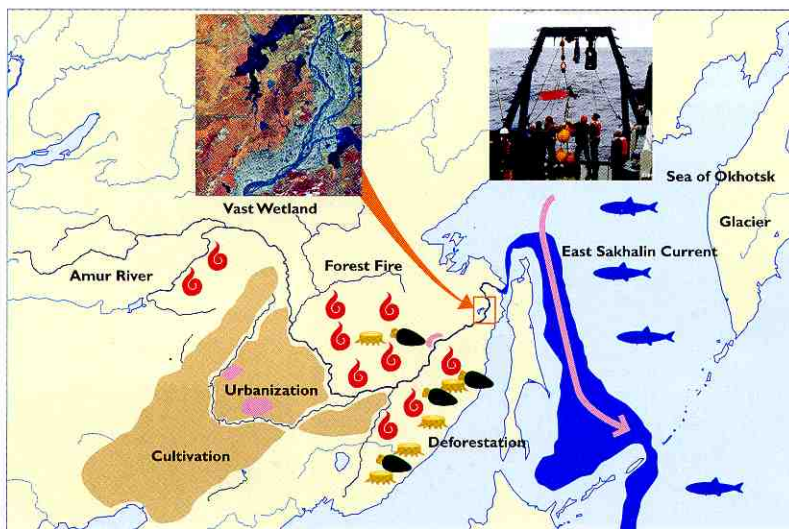 Sea of Okhotsk
Vast Wetland
Glacier
East Sakhalin Current
Forest Fire
Amur River
Urbanization
Deforestation
Cultivation